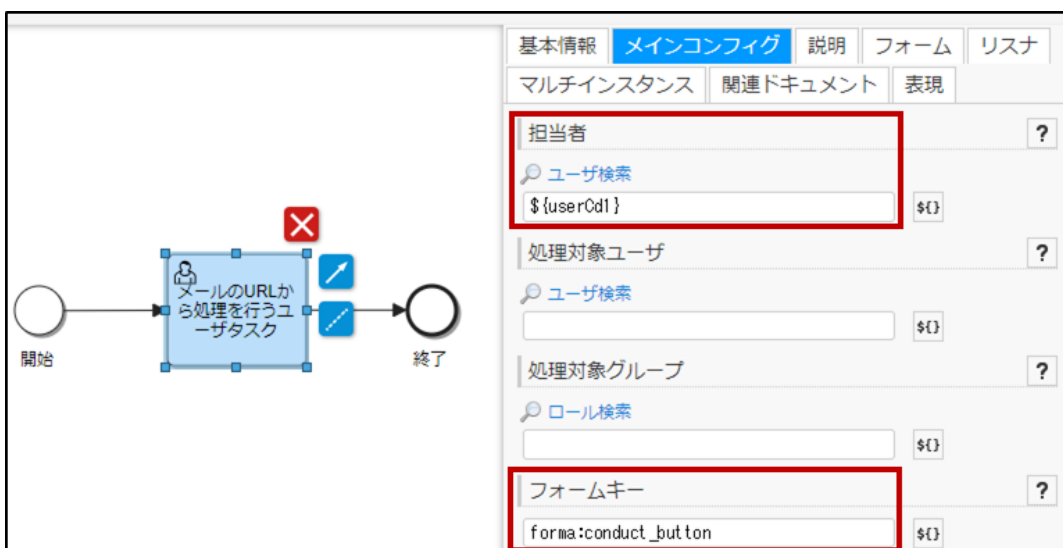 基本情報 メインコンフィグ 説明 フォーム リスナ
マルチインスタンス 関連ドキュメント 表現
担当者 ?
ユーザ検索
${userCd1} ${}
処理対象ユーザ ?
ユーザ検索
${}
処理対象グループ ?
ロール検索
${}
フォームキー ?
forma:conduct_button ${}
メールのURLか
ら処理を行うユ
ーザタスク
開始
終了